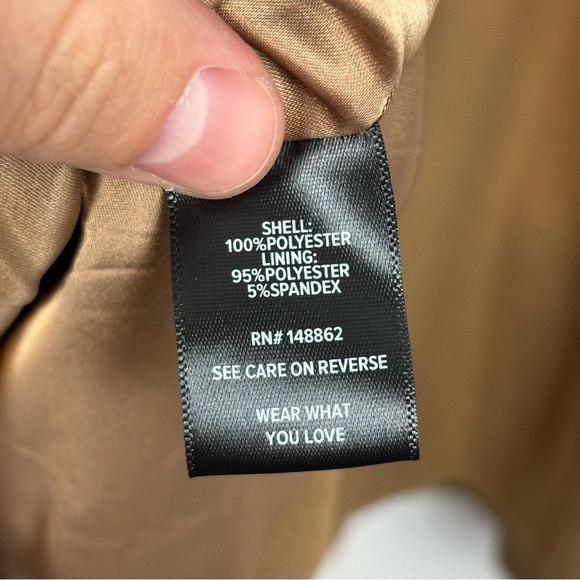 SHELL:
100%POLYESTER
LINING:
95%POLYESTER
5%SPANDEX
RN# 148862
SEE CARE ON REVERSE
WEAR WHAT
YOU LOVE